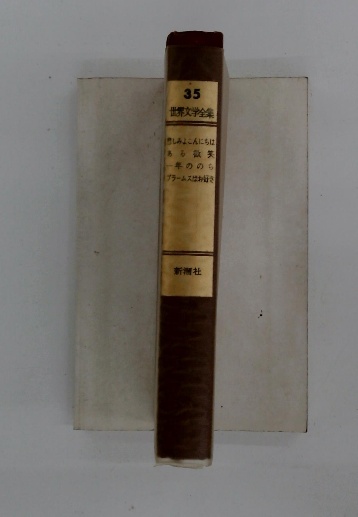 35
世界文学全集
悲しみよこんにちは
ある微笑
一年ののち
ブラームスはお好き
新潮社